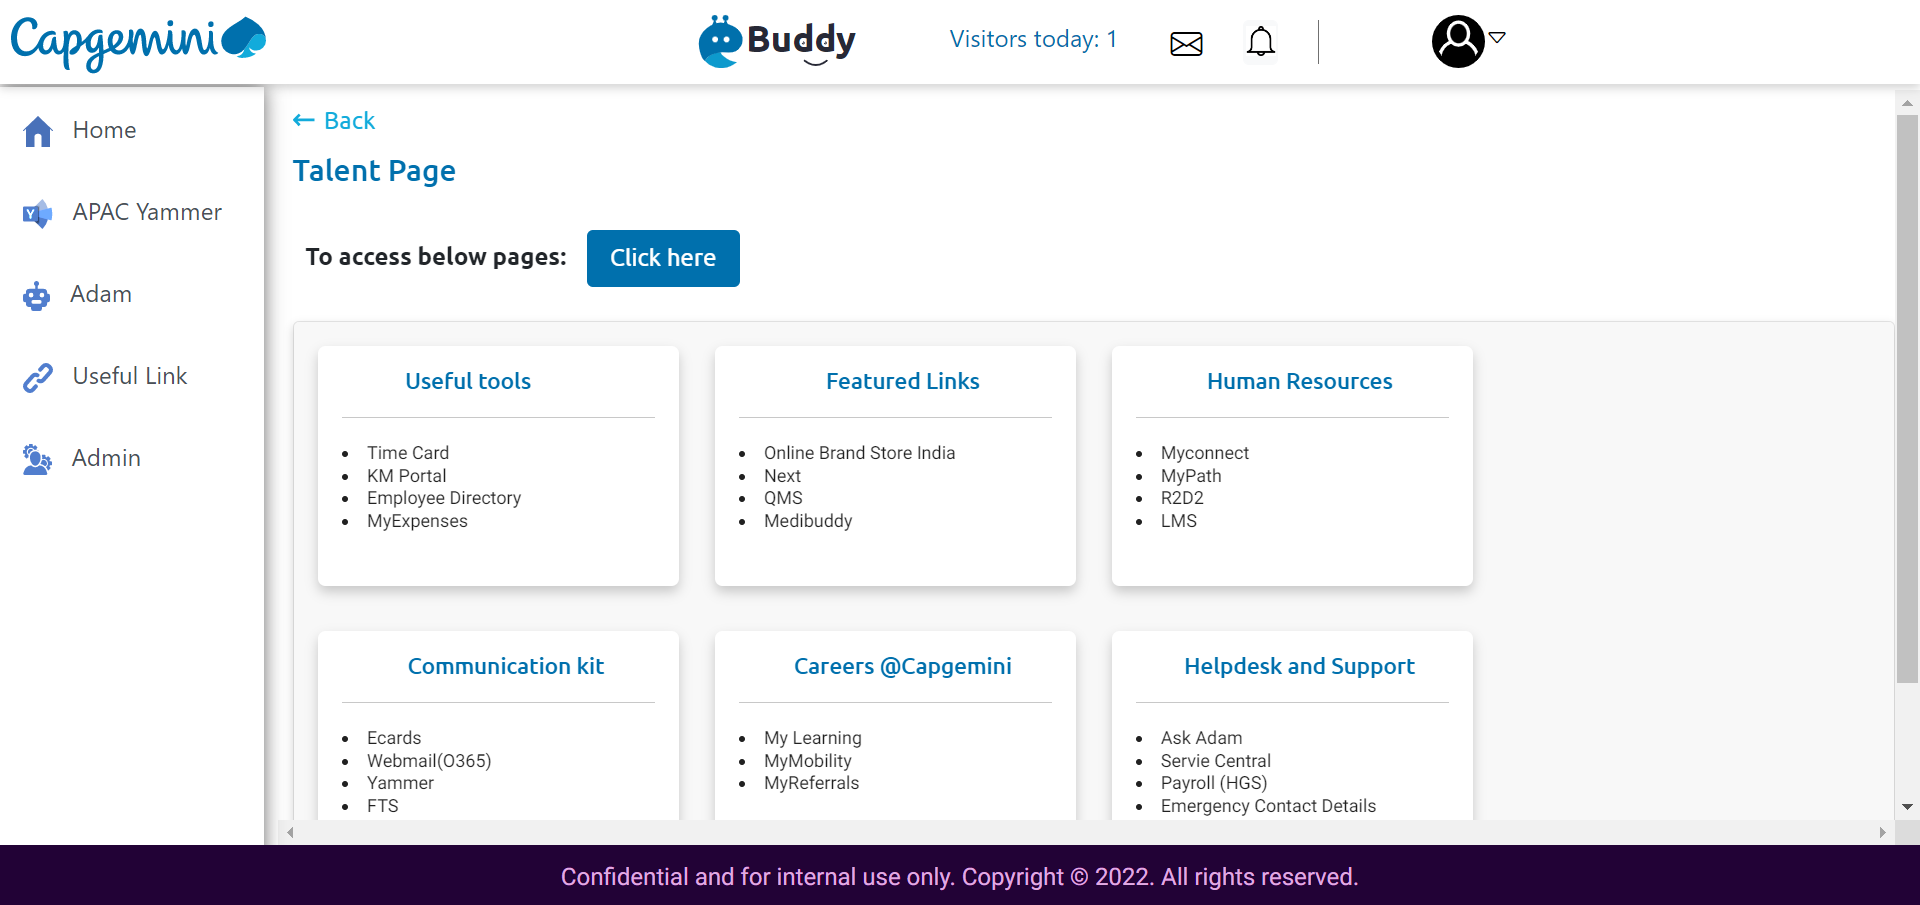 Capgemini
Buddy
Visitors today: 1
Home
APAC Yammer
Adam
Useful Link
Admin
← Back
Talent Page
To access below pages:
Click here
Useful tools
Time Card
KM Portal
Employee Directory
MyExpenses
Featured Links
Online Brand Store India
Next
QMS
Medibuddy
Human Resources
Myconnect
MyPath
R2D2
LMS
Communication kit
Ecards
Webmail(O365)
Yammer
FTS
Careers @Capgemini
My Learning
MyMobility
MyReferrals
Helpdesk and Support
Ask Adam
Servie Central
Payroll (HGS)
Emergency Contact Details
Confidential and for internal use only. Copyright © 2022. All rights reserved.